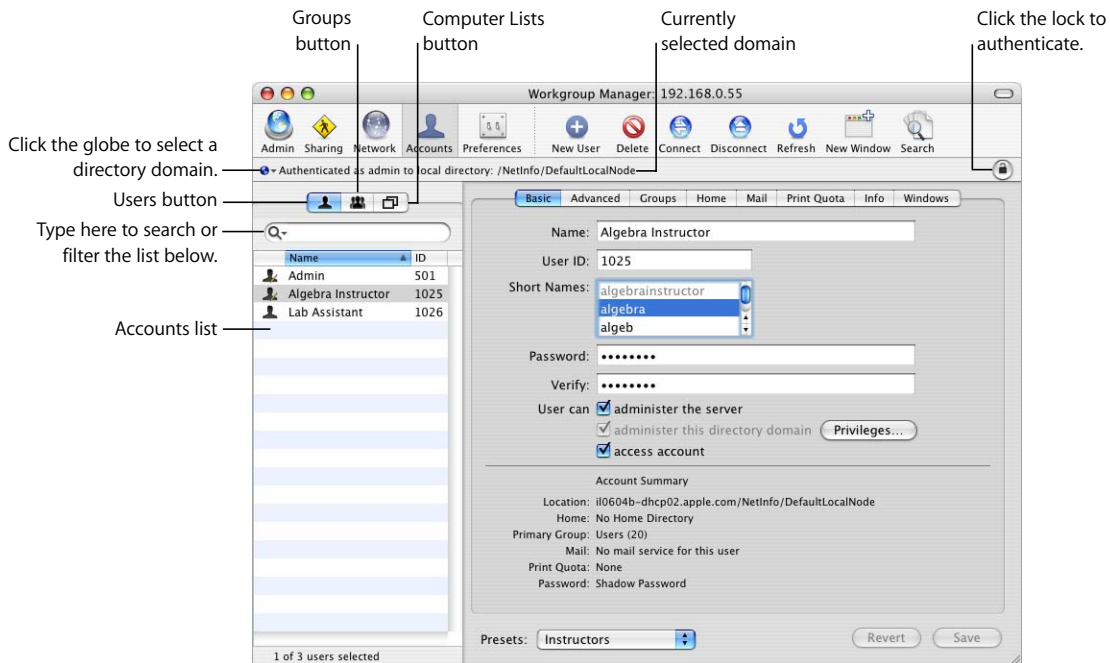 Groups
button
Computer Lists
button
Currently
selected domain
Click the lock to
authenticate.
Workgroup Manager: 192.168.0.55
Admin Sharing Network Accounts Preferences New User Delete Connect Disconnect Refresh New Window Search
Click the globe to select a
directory domain.
Authenticated as admin to local directory: /NetInfo/DefaultLocalNode
Users button
Type here to search or
filter the list below.
Accounts list
Name ID
Admin 501
Algebra Instructor 1025
Lab Assistant 1026
1 of 3 users selected
Basic Advanced Groups Home Mail Print Quota Info Windows
Name: Algebra Instructor
User ID: 1025
Short Names: algebrainstructor
algebra
algeb
Password: ••••••••
Verify: ••••••••
User can administer the server
administer this directory domain Privileges...
access account
Account Summary
Location: il0604b-dhcp02.apple.com/NetInfo/DefaultLocalNode
Home: No Home Directory
Primary Group: Users (20)
Mail: No mail service for this user
Print Quota: None
Password: Shadow Password
Presets: Instructors Revert Save